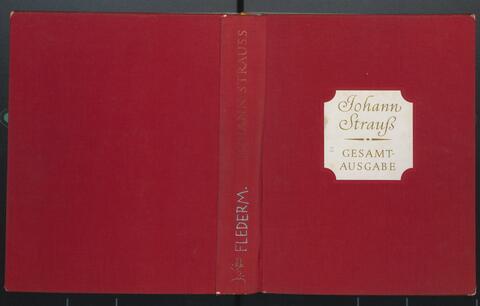 JOHANN STRAUSS
FLEDERM.
Johann
Strauß
GESAMT-
AUSGABE